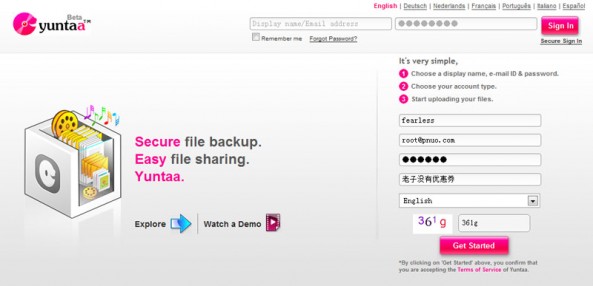 Beta
yuntaa™
English | Deutsch | Nederlands | Français | Português | Italiano | Español
Display name/Email address
Sign In
Remember me Forgot Password?
Secure Sign In
It's very simple,
1 Choose a display name, e-mail ID & password.
2 Choose your account type.
3 Start uploading your files.
fearless
root@pnuo.com
老子没有优惠券
English
361g 361g
Get Started
*By clicking on 'Get Started' above, you confirm that
you are accepting the Terms of Service of Yuntaa.
Secure file backup.
Easy file sharing.
Yuntaa.
Explore Watch a Demo